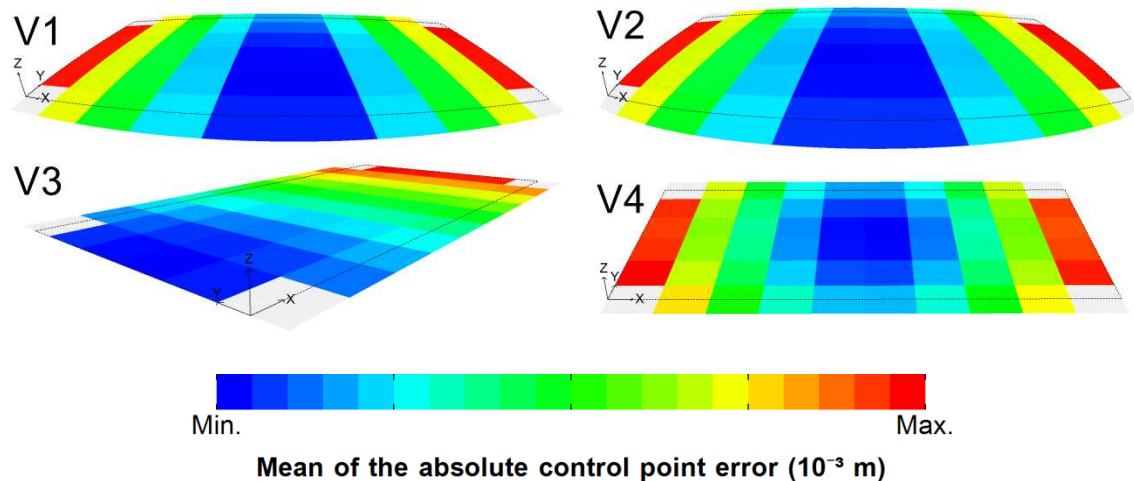 V1
Z
Y
X
V2
Z
Y
X
V3
Z
Y
X
V4
Z
Y
X
Min.
Max.
Mean of the absolute control point error (10⁻³ m)